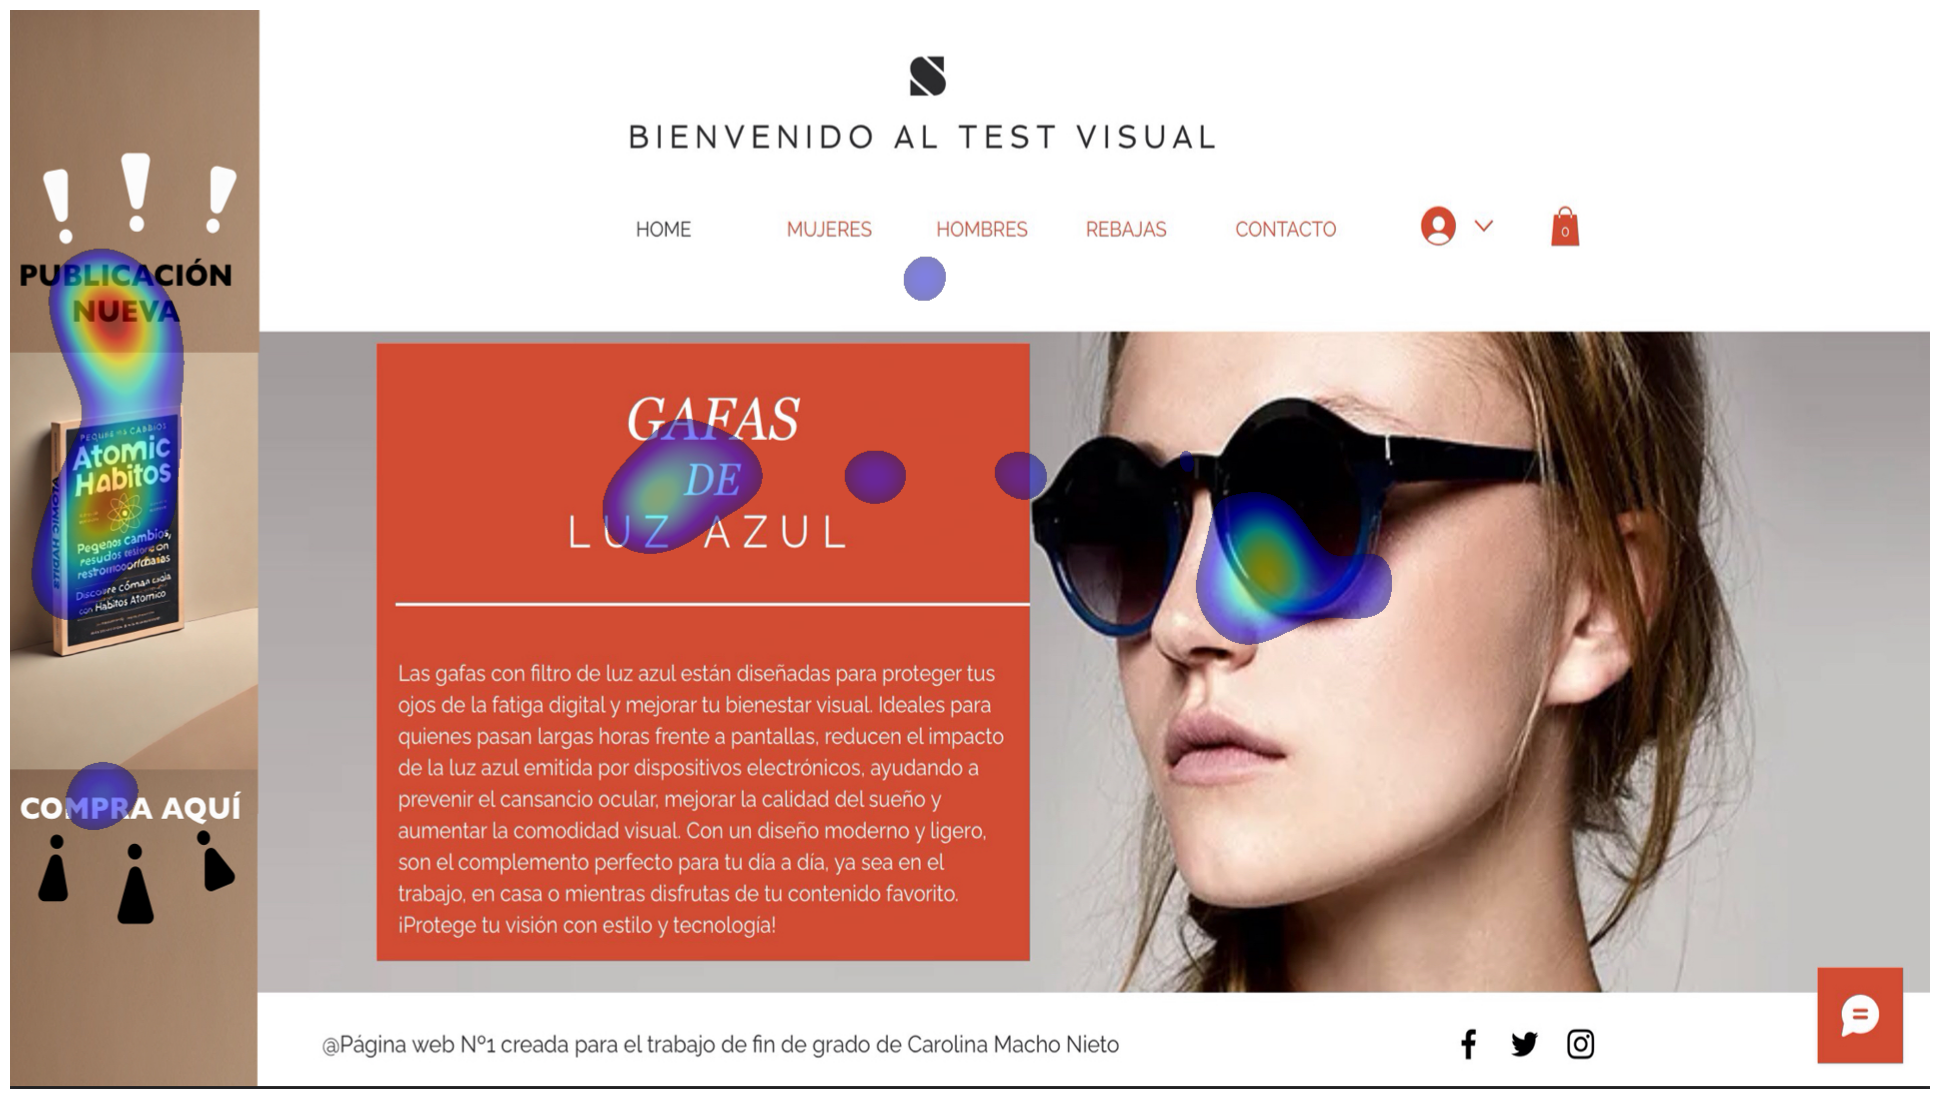 BIENVENIDO AL TEST VISUAL
HOME MUJERES HOMBRES REBAJAS CONTACTO
0
PUBLICACIÓN
NUEVA
Atomic
Habitos
Pegenos cambios,
COMPRA AQUÍ
GAFAS
DE
LUZ AZUL
Las gafas con filtro de luz azul están diseñadas para proteger tus
ojos de la fatiga digital y mejorar tu bienestar visual. Ideales para
quienes pasan largas horas frente a pantallas, reducen el impacto
de la luz azul emitida por dispositivos electrónicos, ayudando a
prevenir el cansancio ocular, mejorar la calidad del sueño y
aumentar la comodidad visual. Con un diseño moderno y ligero,
son el complemento perfecto para tu día a día, ya sea en el
trabajo, en casa o mientras disfrutas de tu contenido favorito.
¡Protege tu visión con estilo y tecnología!
@Página web Nº1 creada para el trabajo de fin de grado de Carolina Macho Nieto